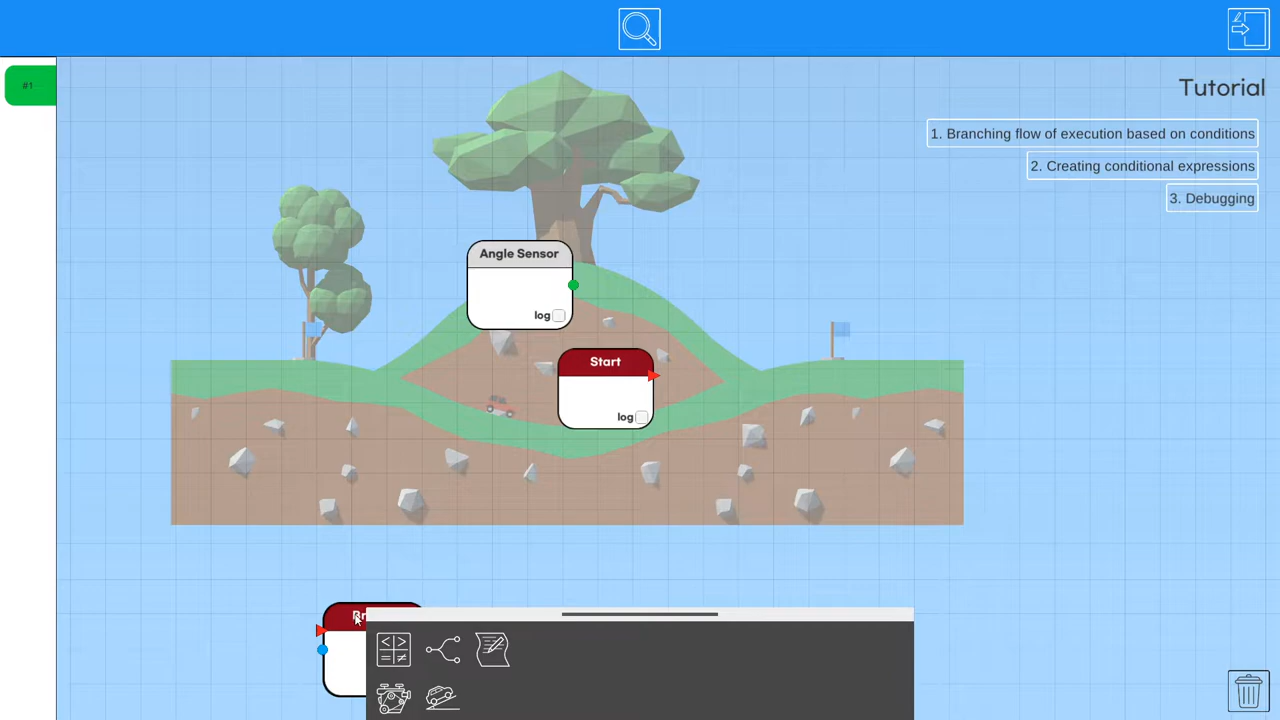 #1
Tutorial
1. Branching flow of execution based on conditions
2. Creating conditional expressions
3. Debugging
Angle Sensor
log
Start
log